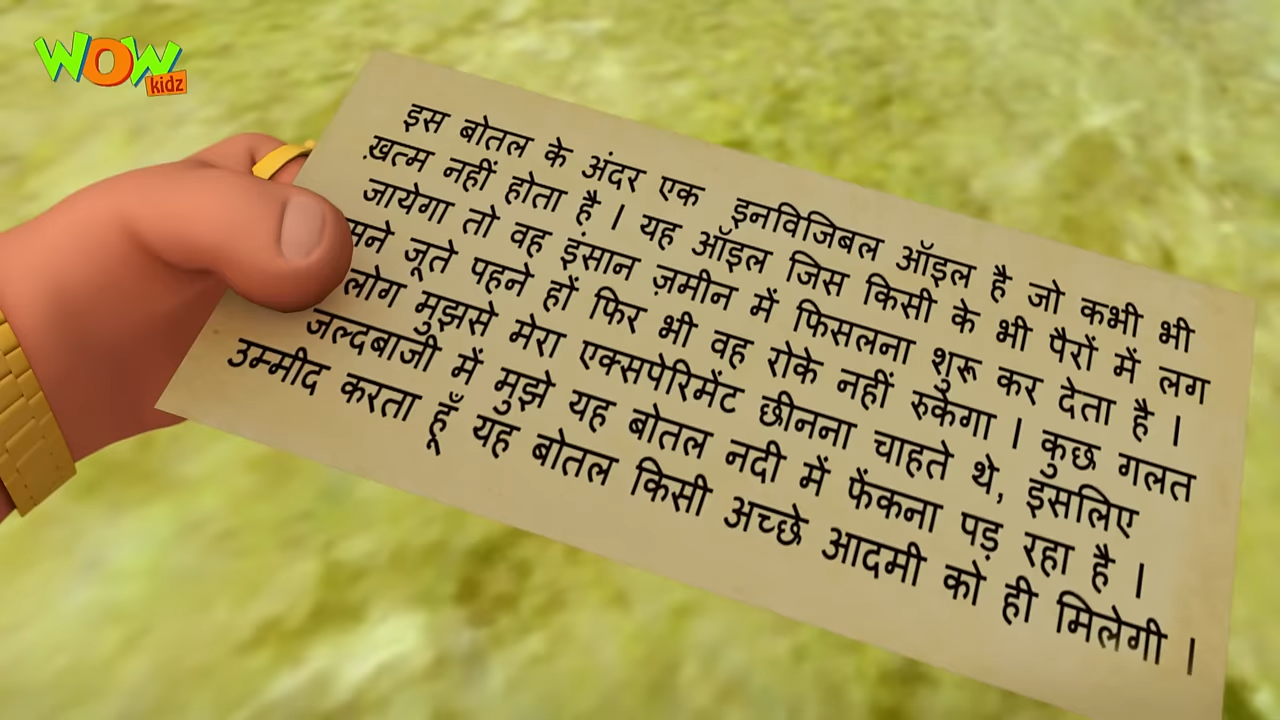 WOW
kidz
इस बोतल के अंदर एक इनविजिबल ऑइल है जो कभी भी
ख़त्म नहीं होता है । यह ऑइल जिस किसी के भी पैरों में लग
जायेगा तो वह इंसान ज़मीन में फिसलना शुरू कर देता है ।
जूते पहने हों फिर भी वह रोके नहीं रुकेगा । कुछ गलत
लोग मुझसे मेरा एक्सपेरिमेंट छीनना चाहते थे, इसलिए
जल्दबाजी में मुझे यह बोतल नदी में फेंकना पड़ रहा है ।
उम्मीद करता हूँ यह बोतल किसी अच्छे आदमी को ही मिलेगी ।